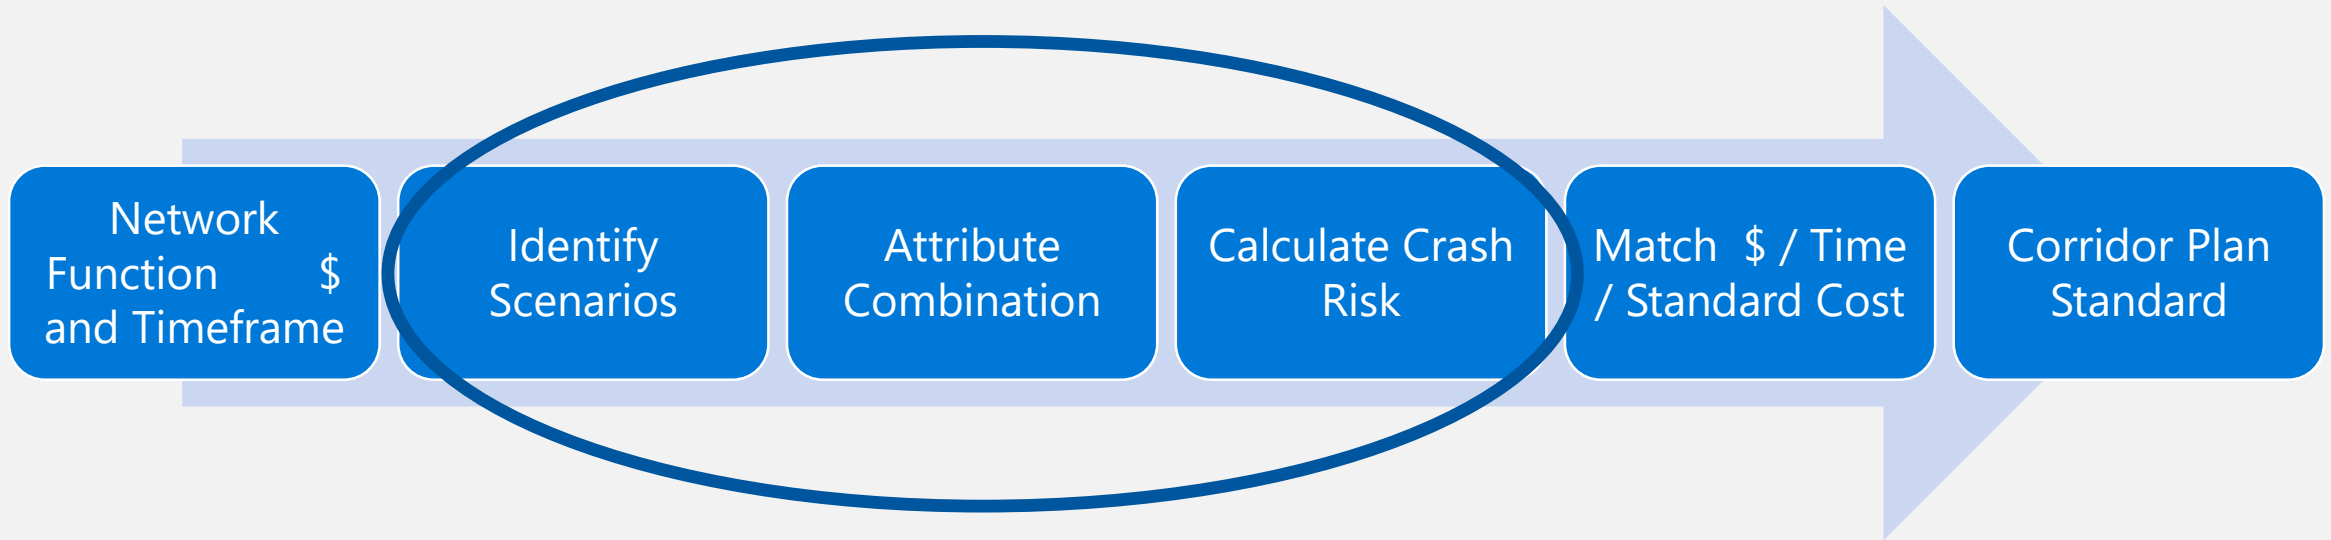 Network
Function $
and Timeframe
Identify
Scenarios
Attribute
Combination
Calculate Crash
Risk
Match $ / Time
/ Standard Cost
Corridor Plan
Standard